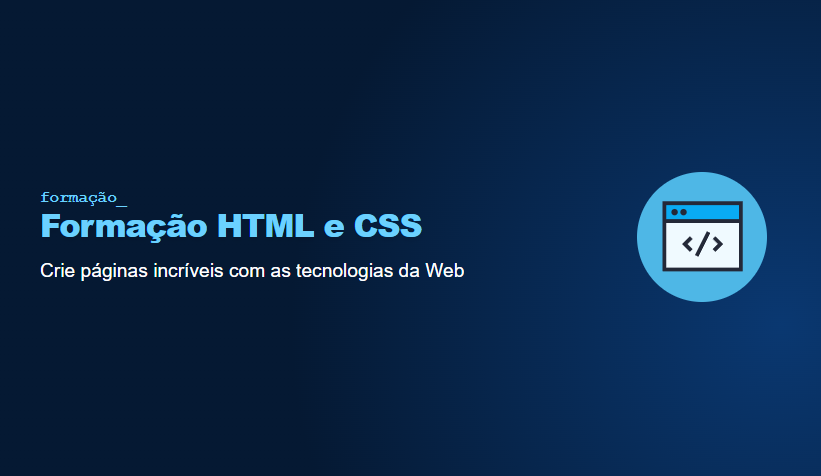 formação_
Formação HTML e CSS
Crie páginas incríveis com as tecnologias da Web
</>